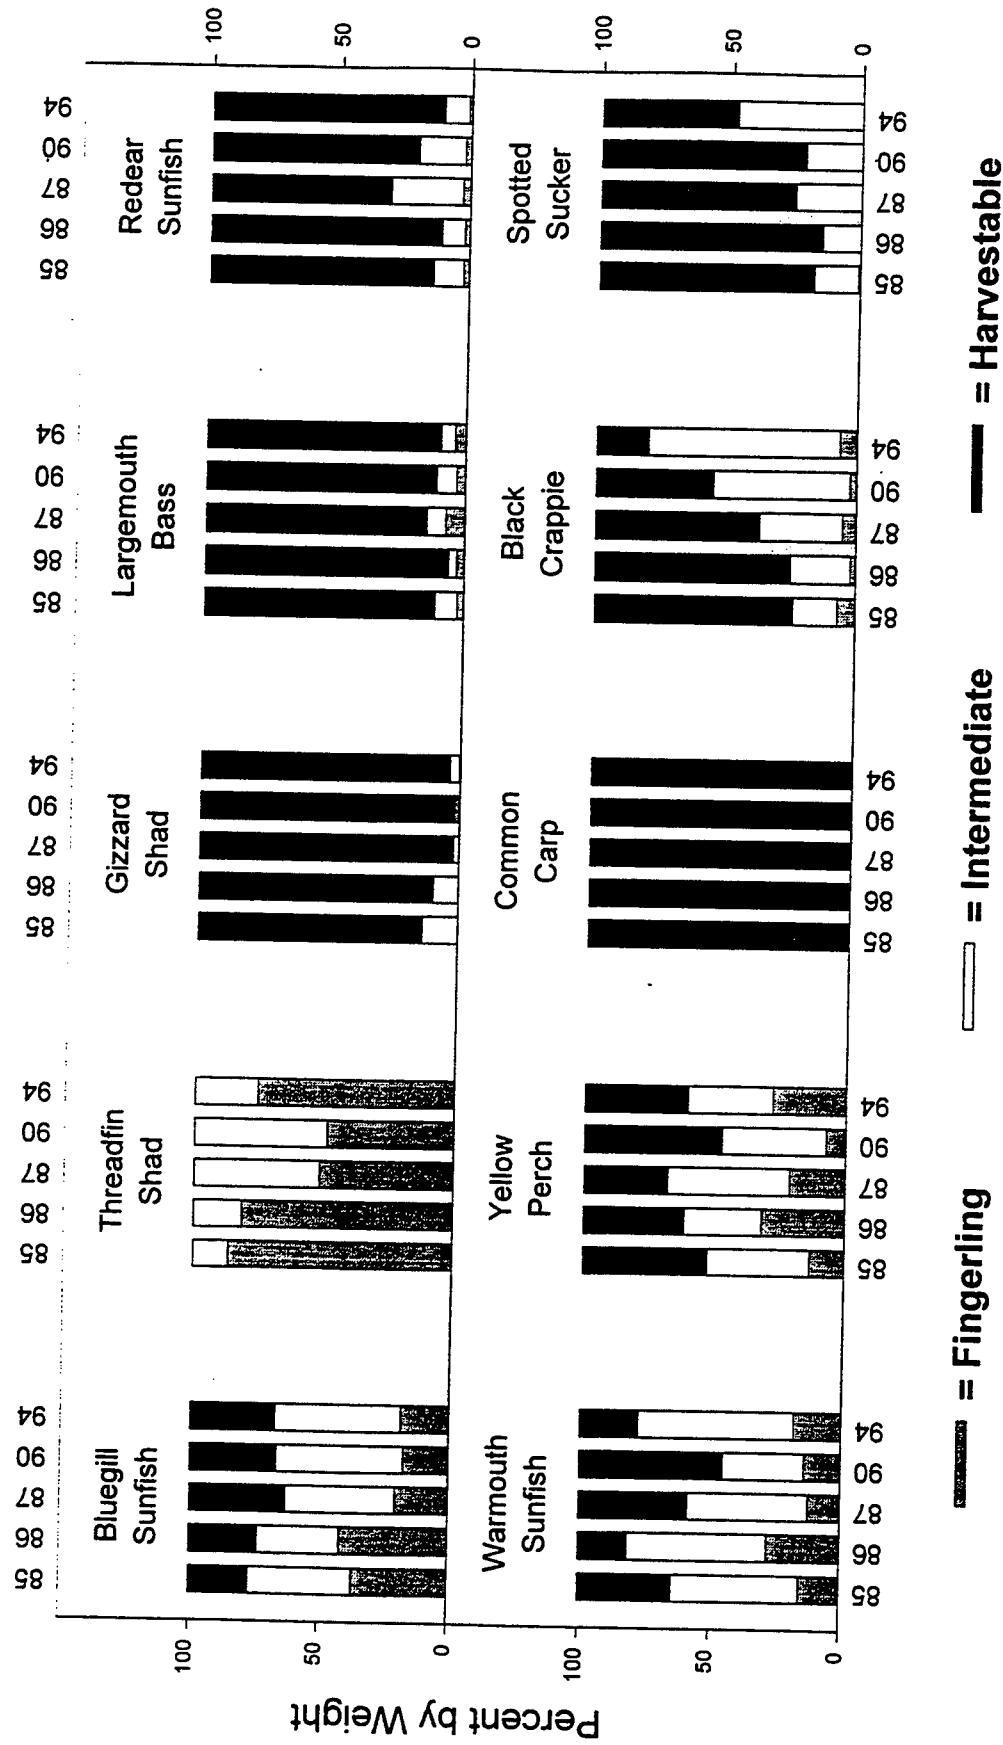 85 86 87 90 94 85 86 87 90 94 85 86 87 90 94 85 86 87 90 94 85 86 87 90 94
Bluegill
Sunfish
Threadfin
Shad
Gizzard
Shad
Largemouth
Bass
Redear
Sunfish
100
50
0
100
50
0
Percent by Weight
Warmouth
Sunfish
Yellow
Perch
Common
Carp
Black
Crappie
Spotted
Sucker
100
50
0
100
50
0
85 86 87 90 94 85 86 87 90 94 85 86 87 90 94 85 86 87 90 94 85 86 87 90 94
= Fingerling
= Intermediate
= Harvestable